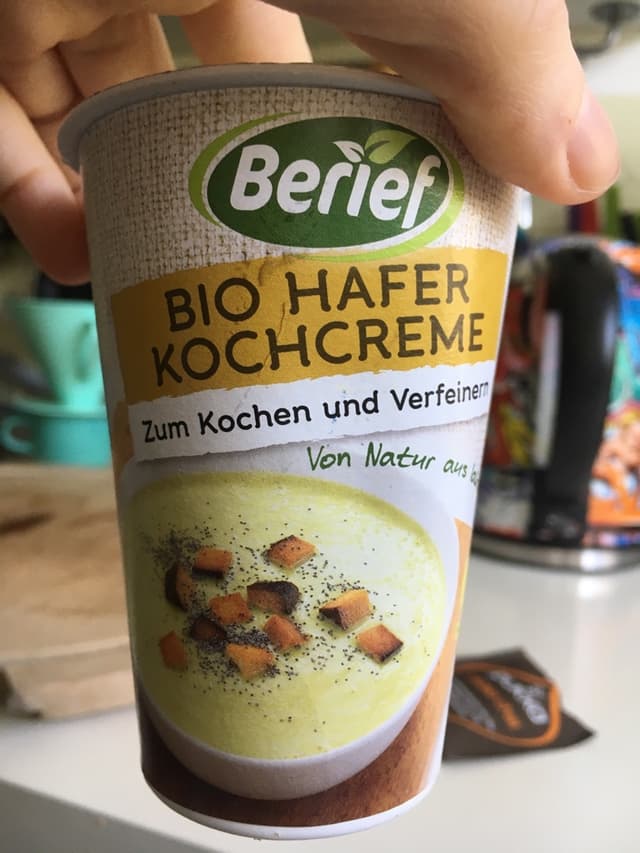 Berief
BIO HAFER
KOCHCREME
Zum Kochen und Verfeinern
Von Natur aus